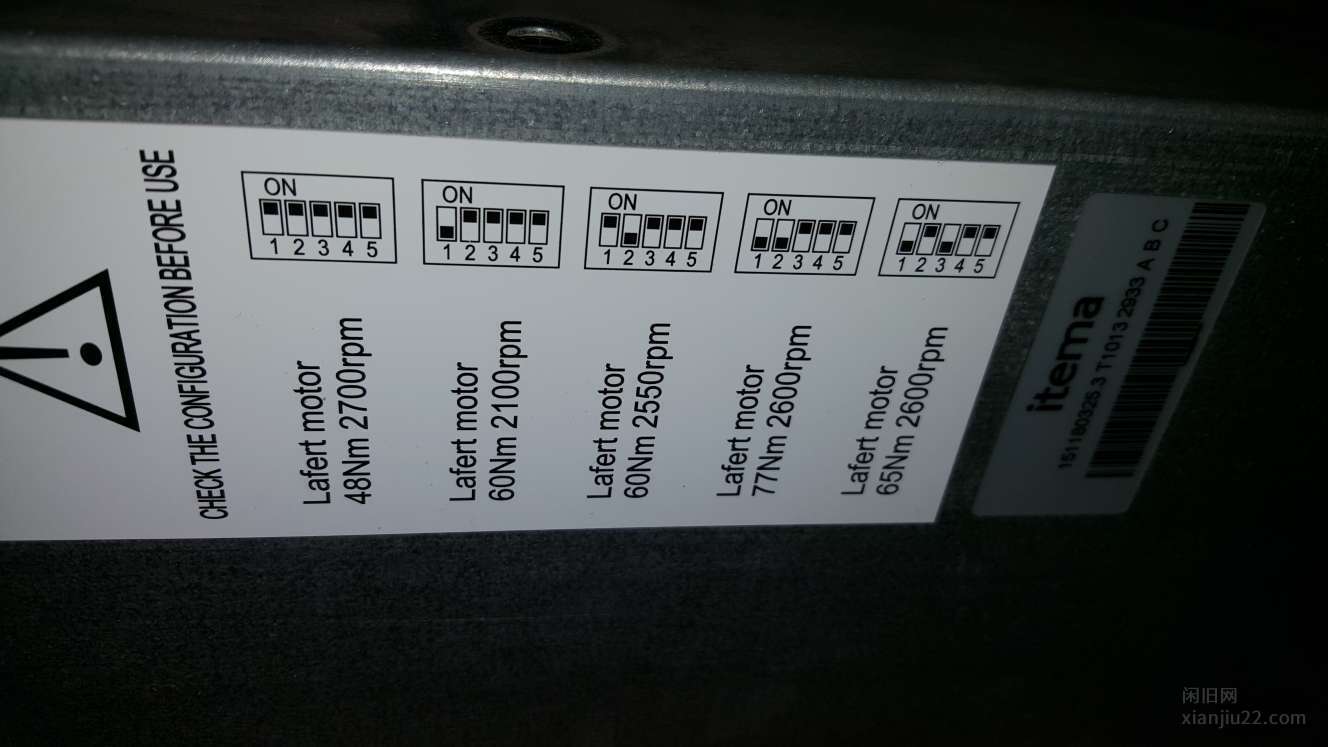 CHECK THE CONFIGURATION BEFORE USE
ON
1 2 3 4 5
Lafert motor
48Nm 2700rpm
ON
1 2 3 4 5
Lafert motor
60Nm 2100rpm
ON
1 2 3 4 5
Lafert motor
60Nm 2550rpm
ON
1 2 3 4 5
Lafert motor
77Nm 2600rpm
ON
1 2 3 4 5
Lafert motor
65Nm 2600rpm
itema
151180325.3 T1013 2933 A B C
闲旧网
xianjiu22.com